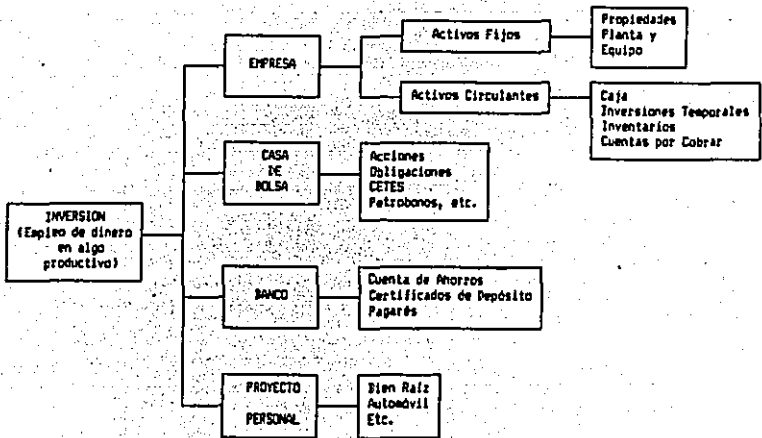 INVERSION
(Empleo de dinero
en algo
productivo)
EMPRESA
Activos Fijos
Propiedades
Planta y
Equipo
Activos Circulantes
Caja
Inversiones Temporales
Inventarios
Cuentas por Cobrar
CASA
DE
BOLSA
Acciones
Obligaciones
CETES
Petrobonos, etc.
BANCO
Cuenta de Ahorros
Certificados de Depósito
Pagarés
PROYECTO
PERSONAL
Bien Raíz
Automóvil
Etc.